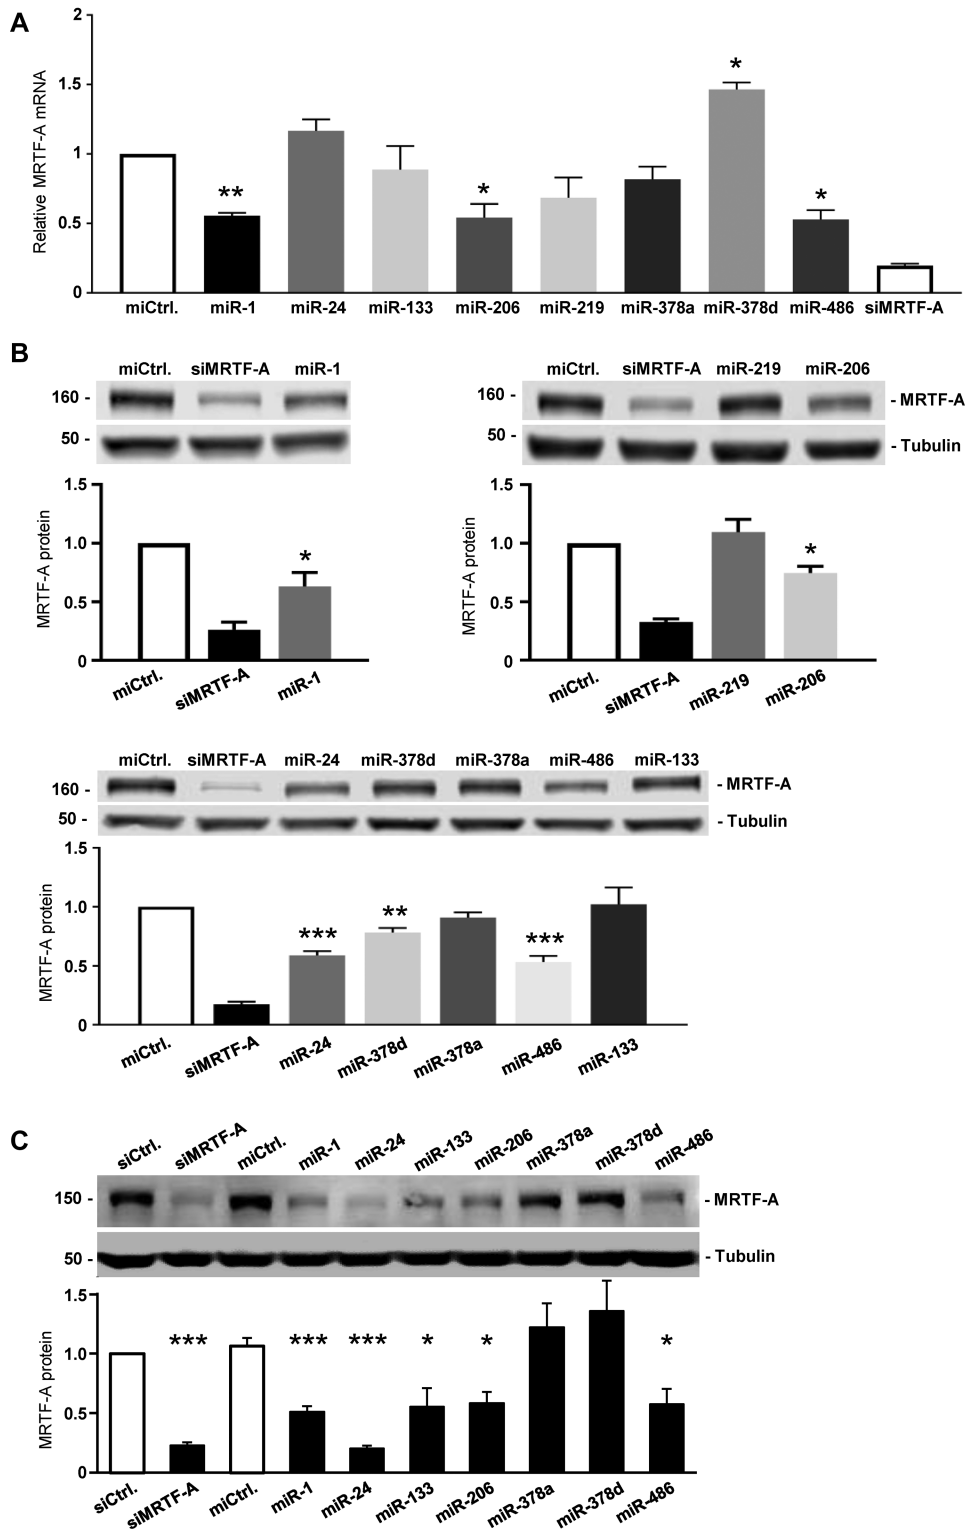 A
Relative MRTF-A mRNA
2
1.5
1
0.5
0
**
*
*
*
miCtrl. miR-1 miR-24 miR-133 miR-206 miR-219 miR-378a miR-378d miR-486 siMRTF-A
B
miCtrl. siMRTF-A miR-1
160 -
50 -
MRTF-A protein
1.5
1.0
0.5
0
*
miCtrl. siMRTF-A miR-1
miCtrl. siMRTF-A miR-219 miR-206
160 - - MRTF-A
50 - - Tubulin
MRTF-A protein
1.5
1.0
0.5
0
*
miCtrl. siMRTF-A miR-219 miR-206
miCtrl. siMRTF-A miR-24 miR-378d miR-378a miR-486 miR-133
160 - - MRTF-A
50 - - Tubulin
MRTF-A protein
1.5
1.0
0.5
0
*** ** ***
miCtrl. siMRTF-A miR-24 miR-378d miR-378a miR-486 miR-133
C
siCtrl. siMRTF-A miCtrl. miR-1 miR-24 miR-133 miR-206 miR-378a miR-378d miR-486
150 - - MRTF-A
50 - - Tubulin
MRTF-A protein
1.5
1.0
0.5
0
*** *** *** * * *
siCtrl. siMRTF-A miCtrl. miR-1 miR-24 miR-133 miR-206 miR-378a miR-378d miR-486